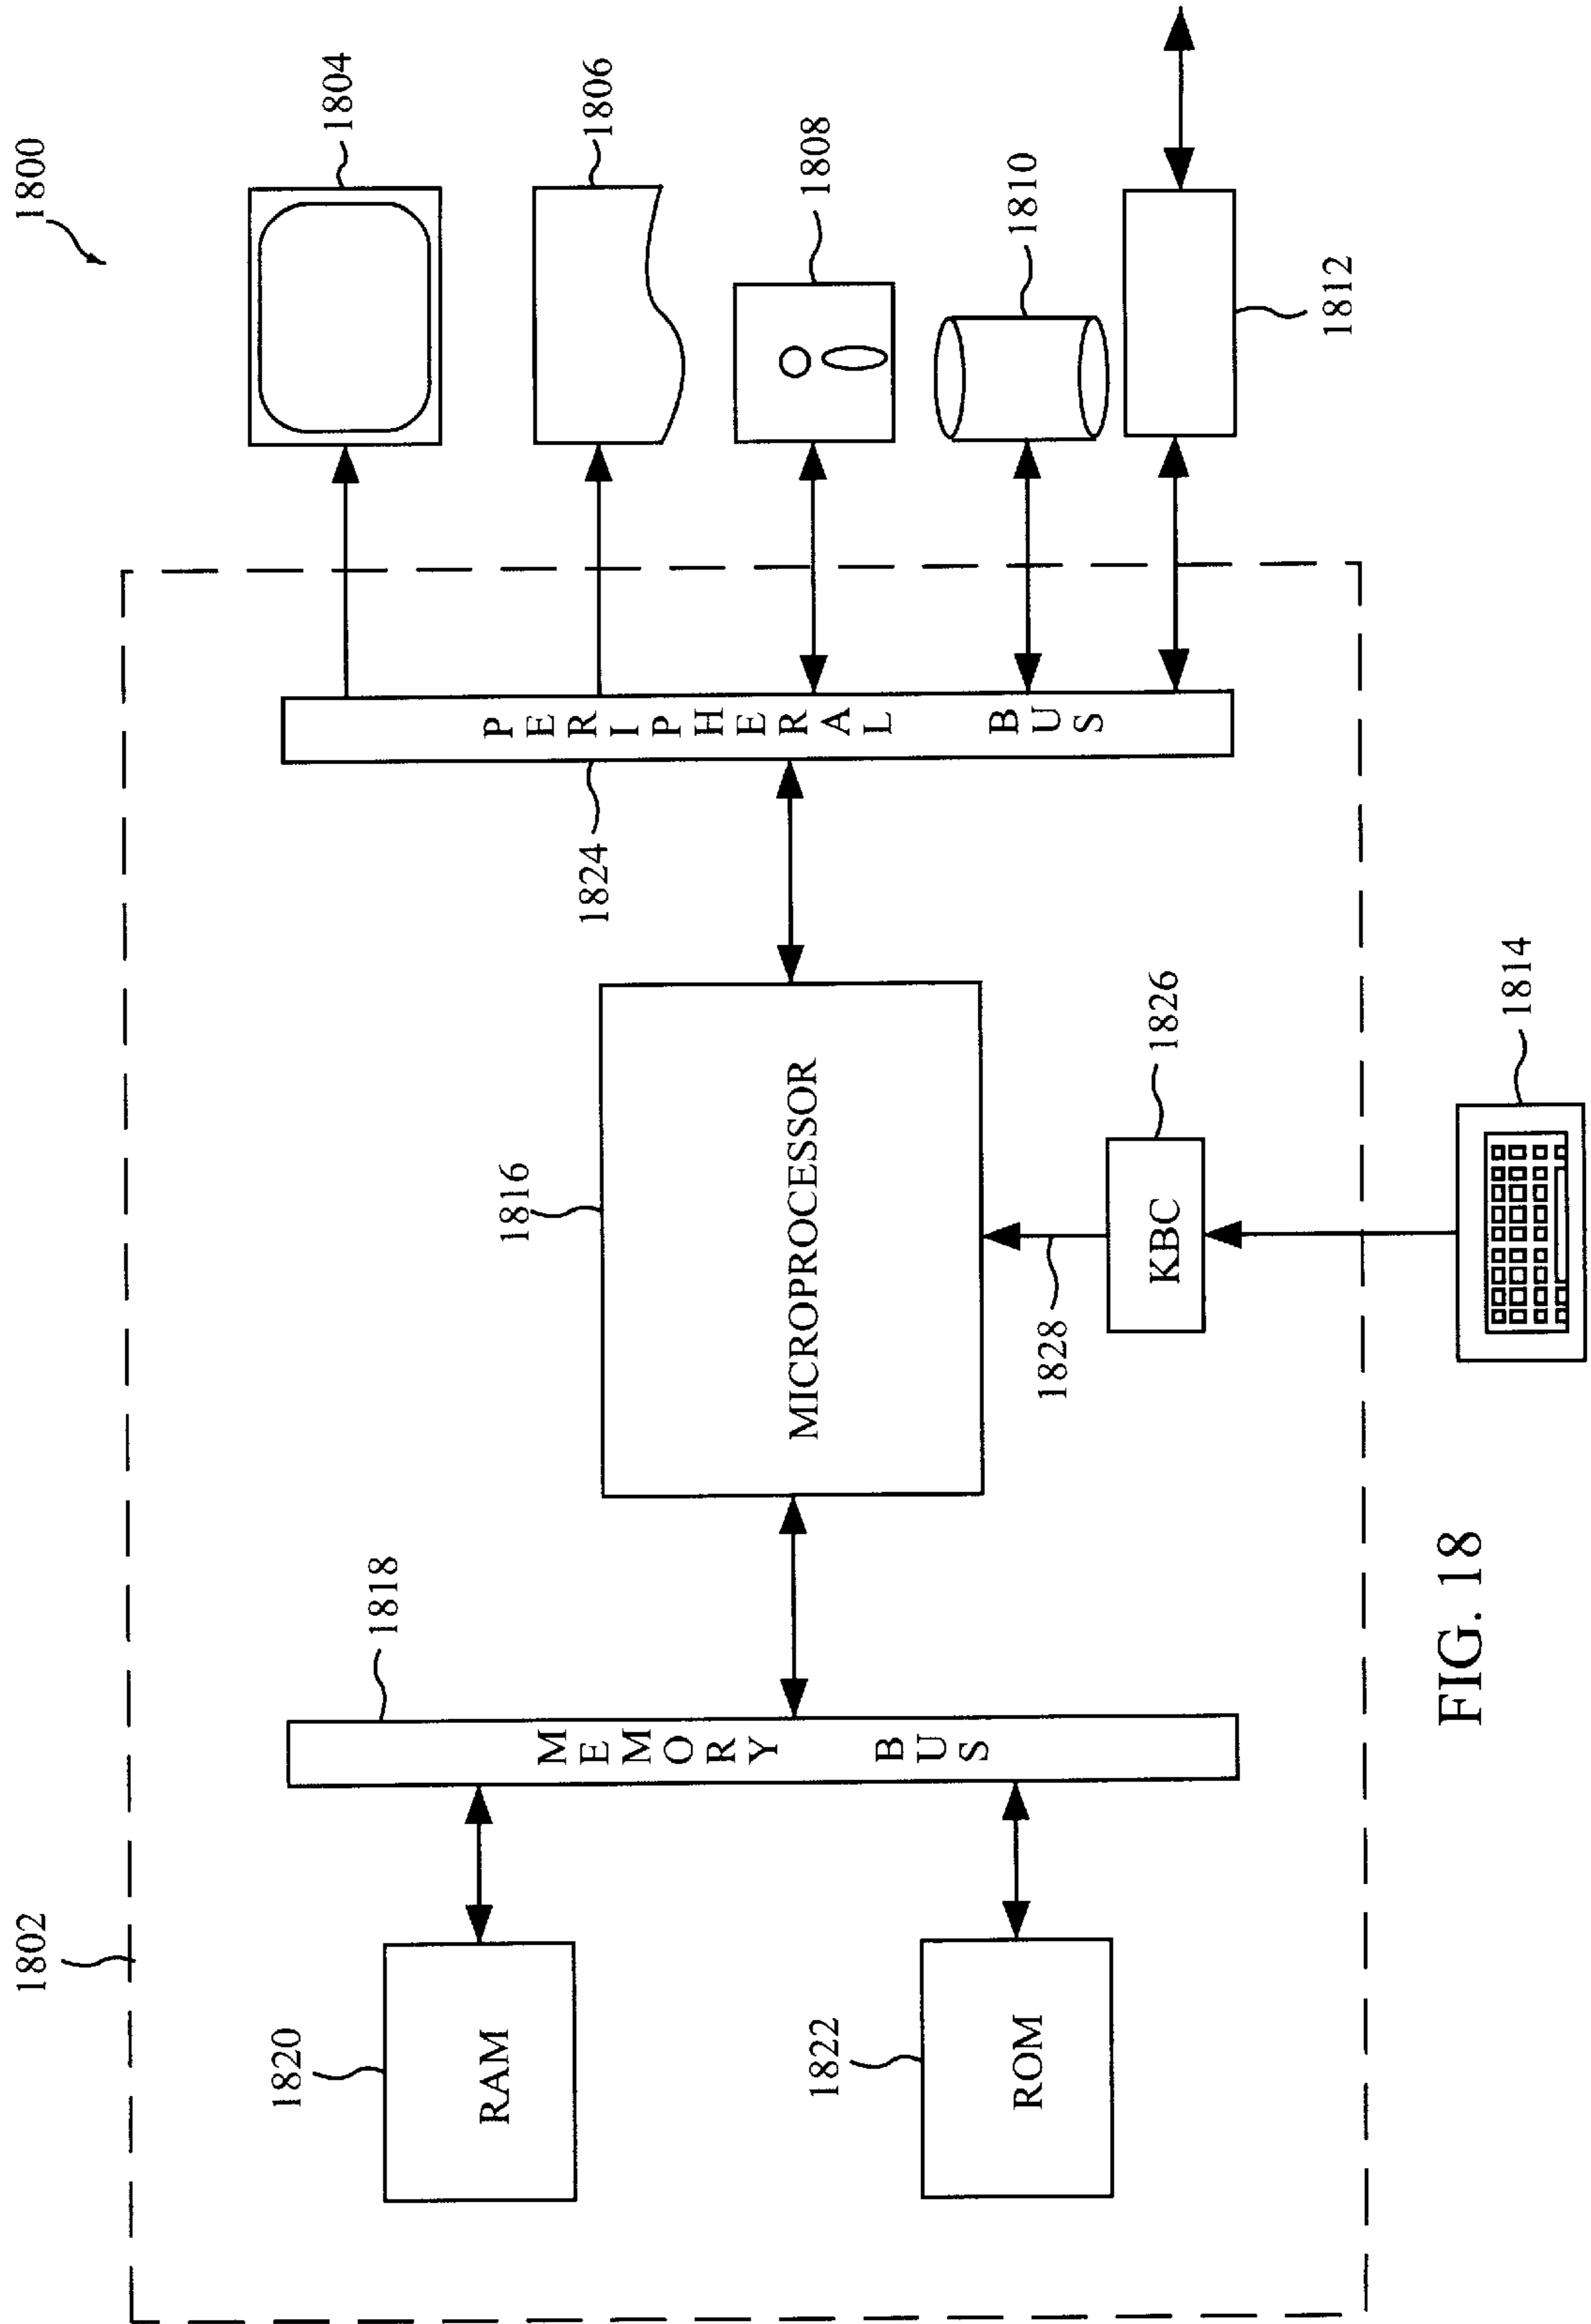 1800
1802
1804
1806
1808
1810
1812
1820
RAM
1822
ROM
1818
MEMORY BUS
1816
MICROPROCESSOR
1824
PERIPHERAL BUS
1828
KBC
1826
1814
FIG. 18